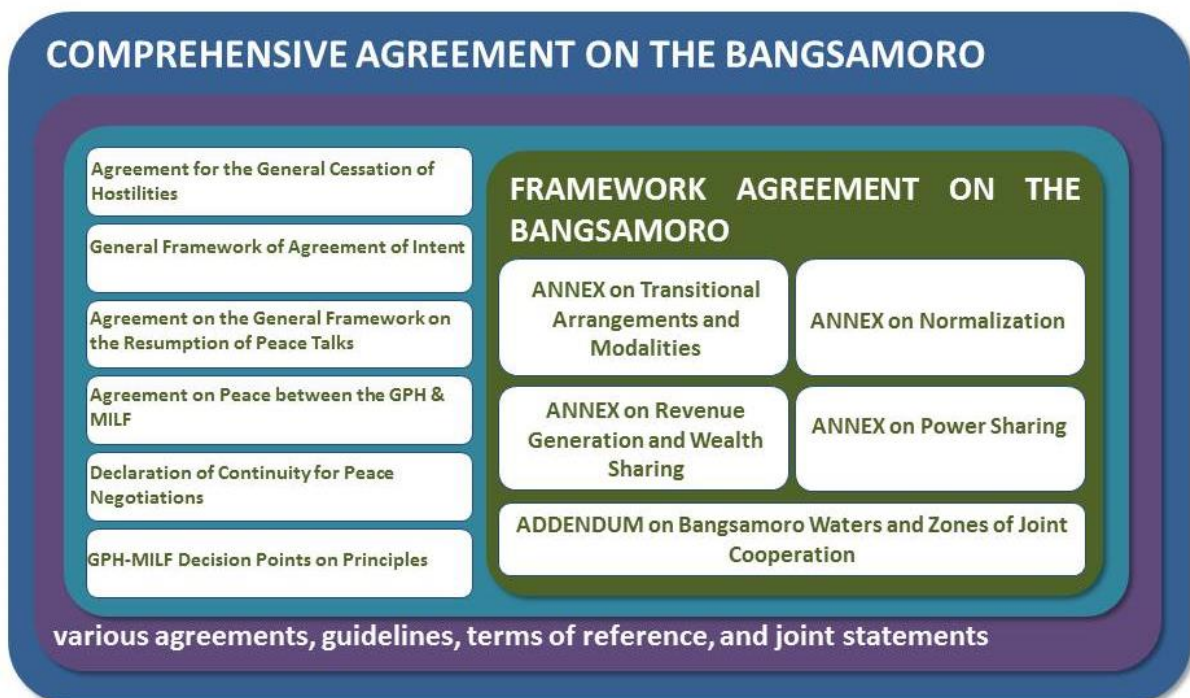 COMPREHENSIVE AGREEMENT ON THE BANGSAMORO
Agreement for the General Cessation of
Hostilities
General Framework of Agreement of Intent
Agreement on the General Framework on
the Resumption of Peace Talks
Agreement on Peace between the GPH &
MILF
Declaration of Continuity for Peace
Negotiations
GPH-MILF Decision Points on Principles
FRAMEWORK AGREEMENT ON THE
BANGSAMORO
ANNEX on Transitional
Arrangements and
Modalities
ANNEX on Normalization
ANNEX on Revenue
Generation and Wealth
Sharing
ANNEX on Power Sharing
ADDENDUM on Bangsamoro Waters and Zones of Joint
Cooperation
various agreements, guidelines, terms of reference, and joint statements